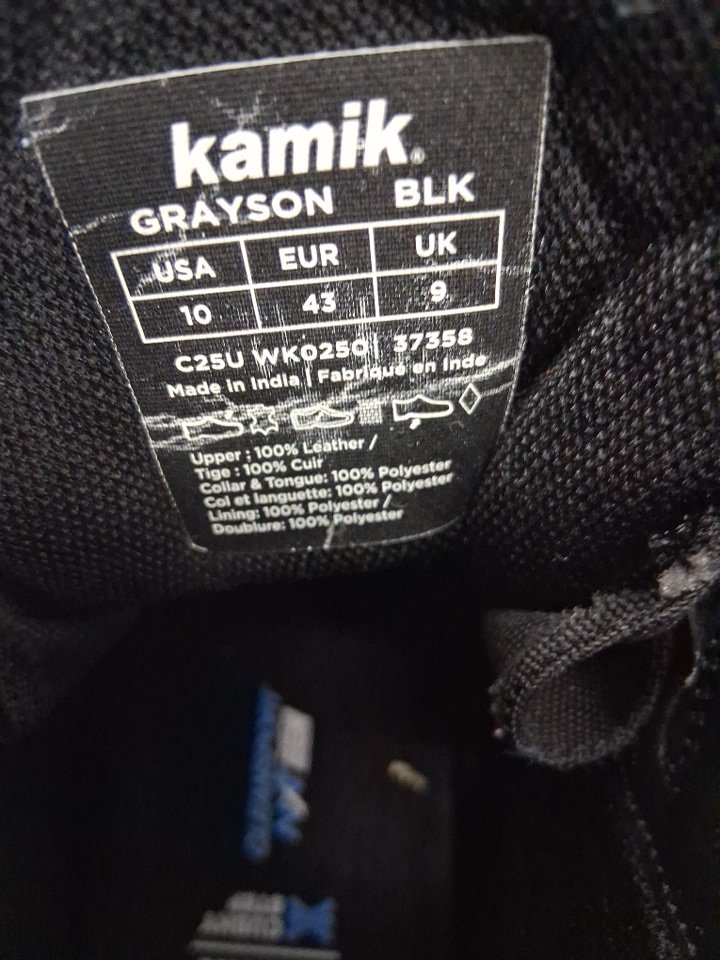 kamik®
GRAYSON BLK
USA EUR UK
10 43 9
C25U WK0250 | 37358
Made in India | Fabriqué en Inde
Upper : 100% Leather /
Tige : 100% Cuir
Collar & Tongue: 100% Polyester
Col et languette: 100% Polyester
Lining: 100% Polyester /
Doublure: 100% Polyester